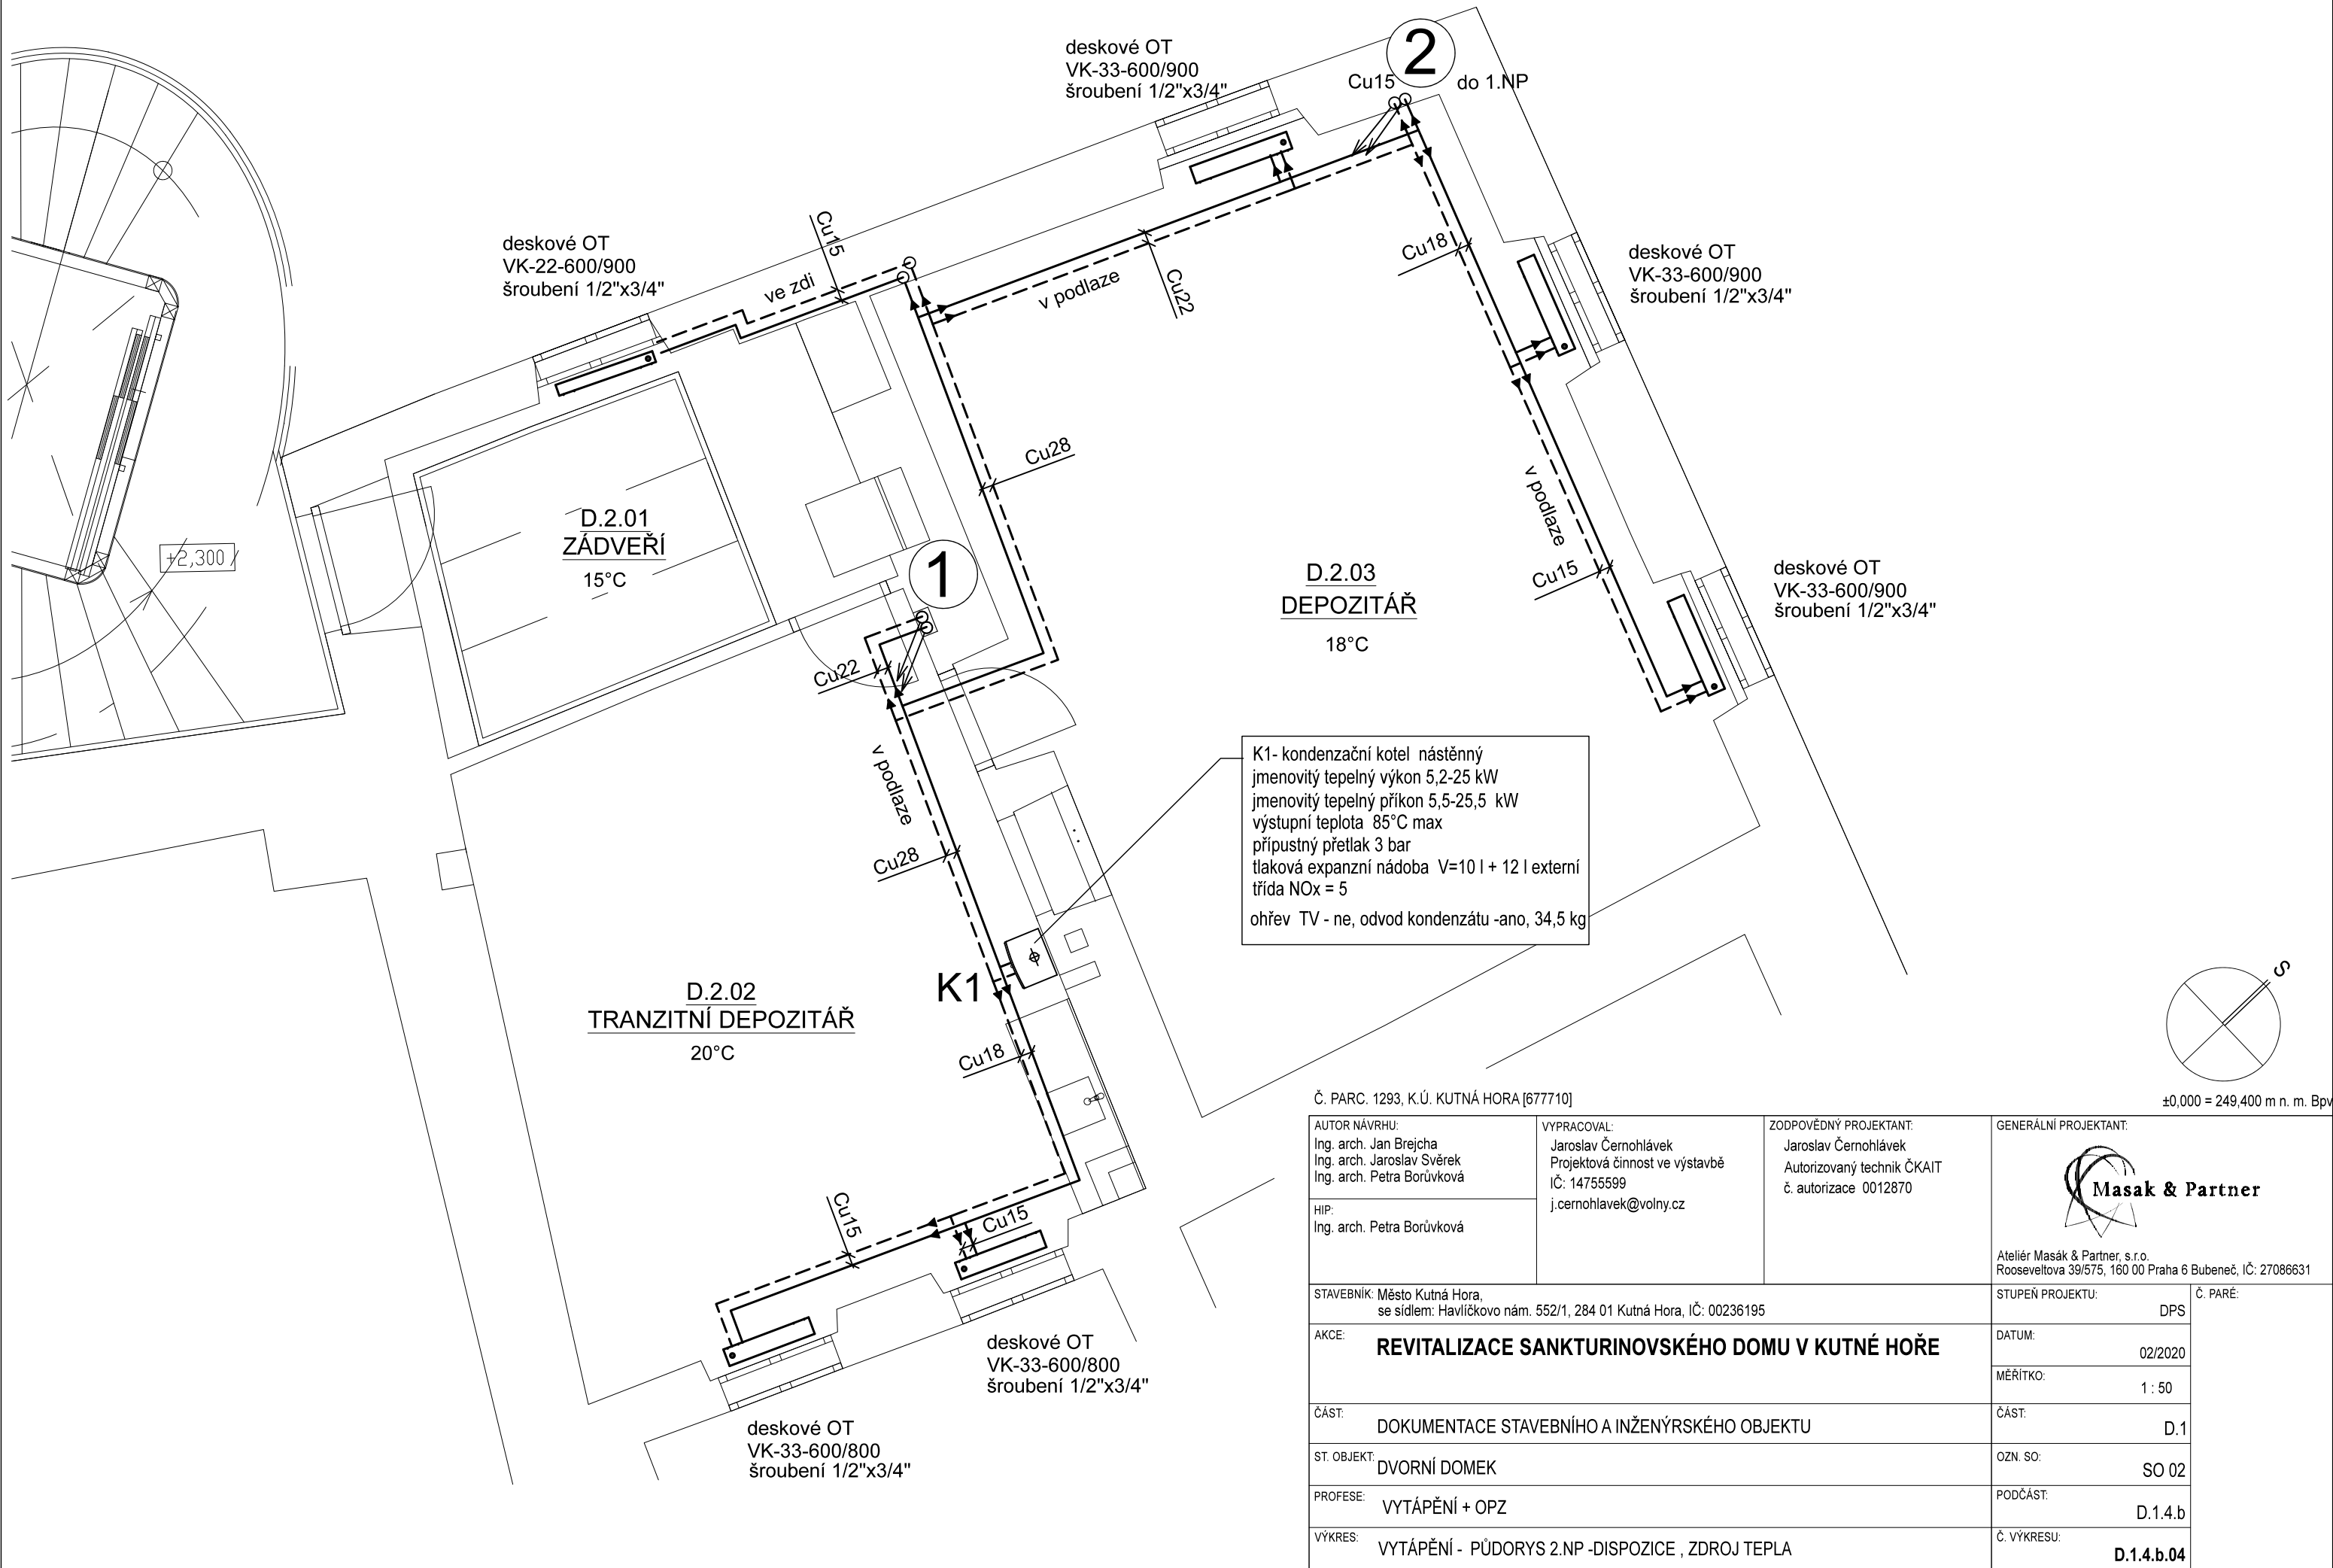 deskové OT
VK-33-600/900
šroubení 1/2"x3/4"
2
Cu15
do 1.NP
deskové OT
VK-22-600/900
šroubení 1/2"x3/4"
Cu15
ve zdi
v podlaze
Cu22
Cu18
deskové OT
VK-33-600/900
šroubení 1/2"x3/4"
Cu28
v podlaze
Cu15
deskové OT
VK-33-600/900
šroubení 1/2"x3/4"
+2,300
D.2.01
ZÁDVEŘÍ
15°C
1
D.2.03
DEPOZITÁŘ
18°C
Cu22
v podlaze
Cu28
K1- kondenzační kotel nástěnný
jmenovitý tepelný výkon 5,2-25 kW
jmenovitý tepelný příkon 5,5-25,5 kW
výstupní teplota 85°C max
přípustný přetlak 3 bar
tlaková expanzní nádoba V=10 l + 12 l externí
třída NOx = 5
ohřev TV - ne, odvod kondenzátu -ano, 34,5 kg
K1
D.2.02
TRANZITNÍ DEPOZITÁŘ
20°C
Cu18
Cu15
Cu15
deskové OT
VK-33-600/800
šroubení 1/2"x3/4"
deskové OT
VK-33-600/800
šroubení 1/2"x3/4"
S
Č. PARC. 1293, K.Ú. KUTNÁ HORA [677710]
±0,000 = 249,400 m n. m. Bpv
AUTOR NÁVRHU:
Ing. arch. Jan Brejcha
Ing. arch. Jaroslav Svěrek
Ing. arch. Petra Borůvková
HIP:
Ing. arch. Petra Borůvková
VYPRACOVAL:
Jaroslav Černohlávek
Projektová činnost ve výstavbě
IČ: 14755599
j.cernohlavek@volny.cz
ZODPOVĚDNÝ PROJEKTANT:
Jaroslav Černohlávek
Autorizovaný technik ČKAIT
č. autorizace 0012870
GENERÁLNÍ PROJEKTANT:
Masak & Partner
Ateliér Masák & Partner, s.r.o.
Rooseveltova 39/575, 160 00 Praha 6 Bubeneč, IČ: 27086631
STAVEBNÍK: Město Kutná Hora,
se sídlem: Havlíčkovo nám. 552/1, 284 01 Kutná Hora, IČ: 00236195
STUPEŇ PROJEKTU:
DPS
Č. PARÉ:
AKCE:
REVITALIZACE SANKTURINOVSKÉHO DOMU V KUTNÉ HOŘE
DATUM:
02/2020
MĚŘÍTKO:
1 : 50
ČÁST:
DOKUMENTACE STAVEBNÍHO A INŽENÝRSKÉHO OBJEKTU
ČÁST:
D.1
ST. OBJEKT:
DVORNÍ DOMEK
OZN. SO:
SO 02
PROFESE:
VYTÁPĚNÍ + OPZ
PODČÁST:
D.1.4.b
VÝKRES:
VYTÁPĚNÍ - PŮDORYS 2.NP -DISPOZICE , ZDROJ TEPLA
Č. VÝKRESU:
D.1.4.b.04